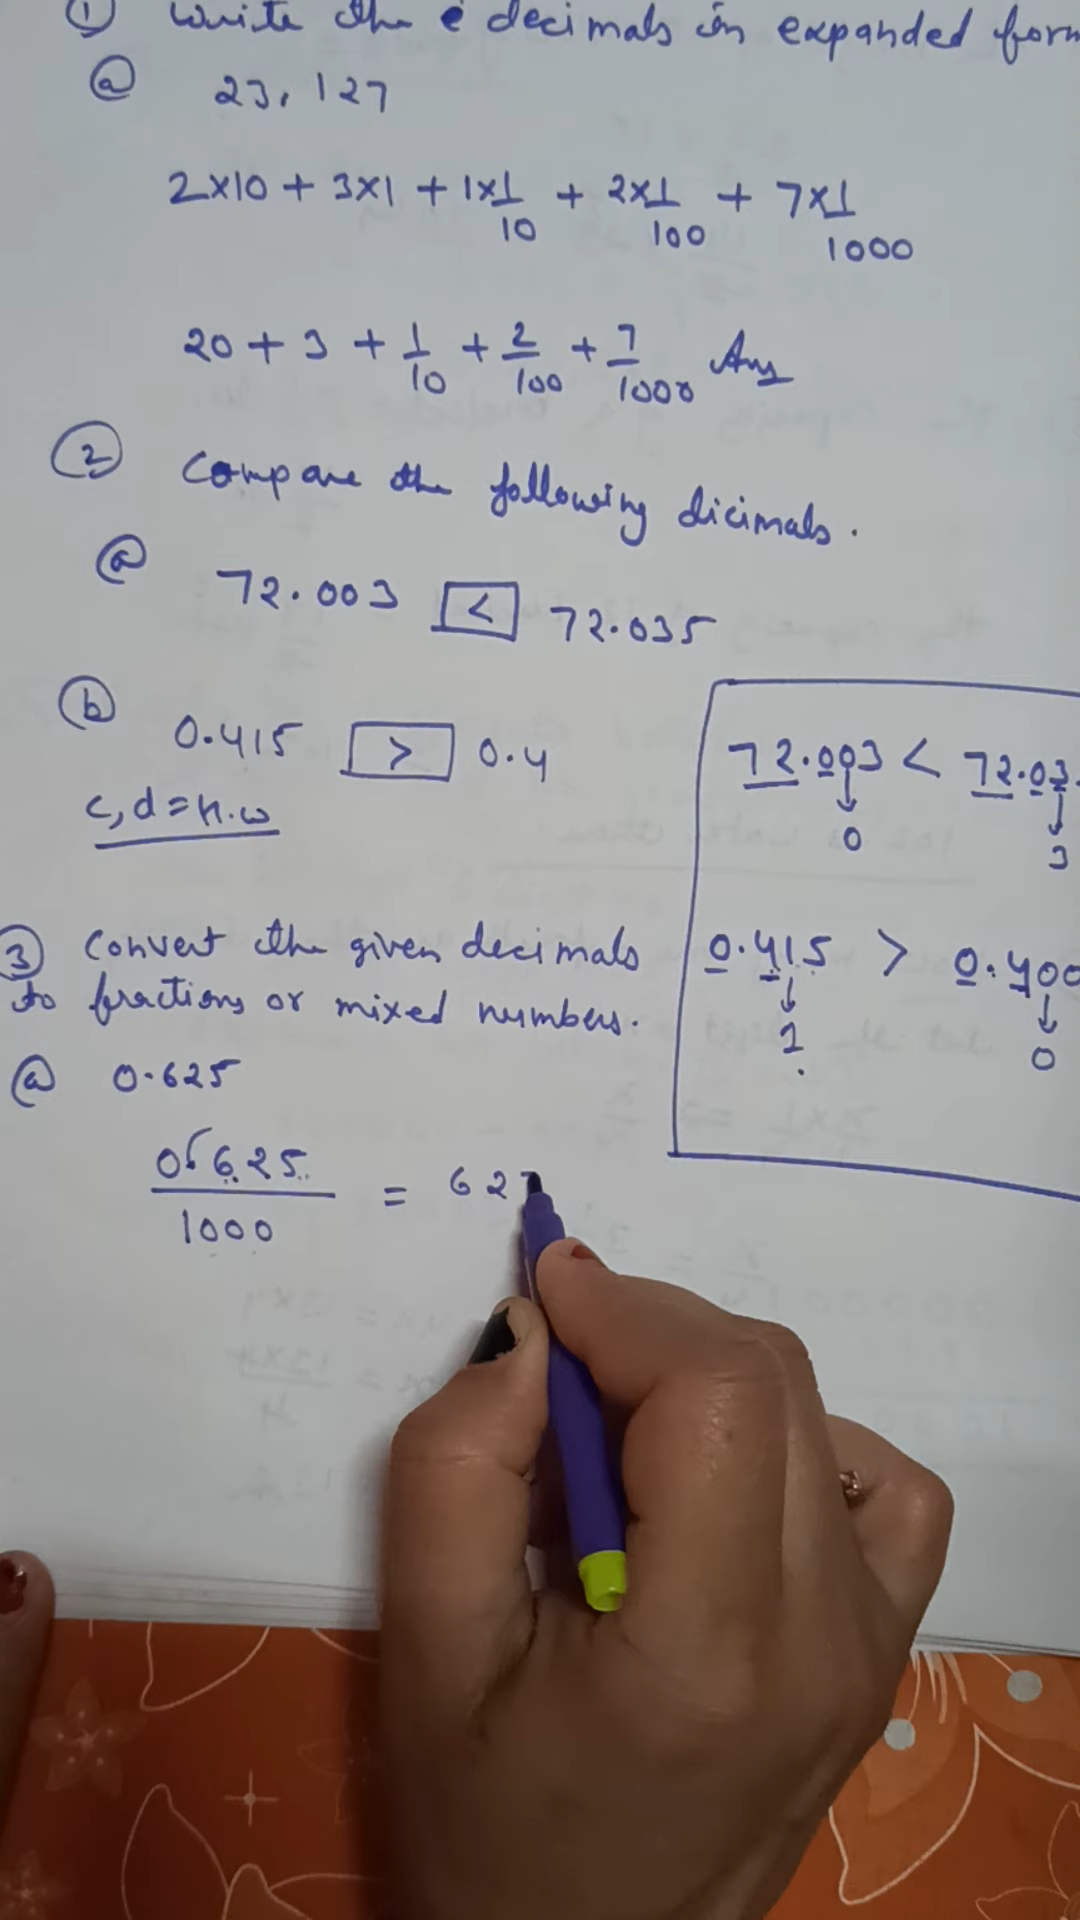 ① Write the decimals in expanded form
ⓐ 23.127
2×10 + 3×1 + 1×1/10 + 2×1/100 + 7×1/1000
20 + 3 + 1/10 + 2/100 + 7/1000 Ans
② Compare the following dicimals.
ⓐ 72.003 < 72.035
ⓑ 0.415 > 0.4
c, d = H.W
72.003 < 72.03
0
3
0.415 > 0.400
1
0
③ Convert the given decimals
to fractions or mixed numbers.
ⓐ 0.625
0.625/1000 = 62